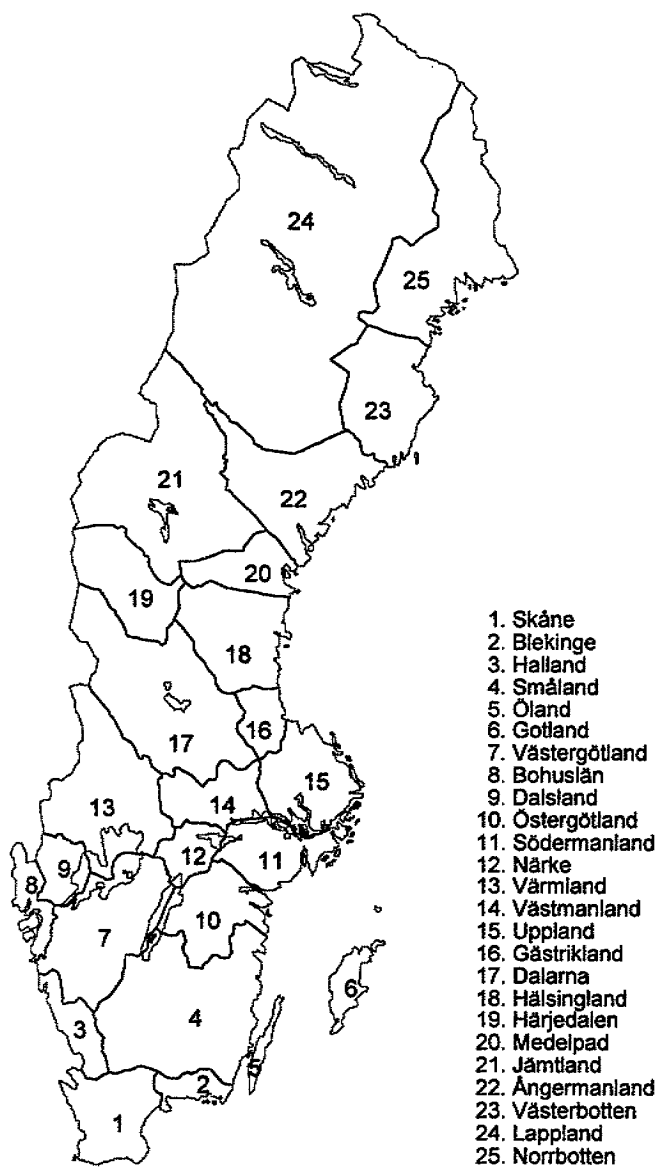 24
25
23
21
22
20
19
18
16
17
15
13
14
12
11
9
8
10
7
6
4
3
5
2
1
1. Skåne
2. Blekinge
3. Halland
4. Småland
5. Öland
6. Gotland
7. Västergötland
8. Bohuslän
9. Dalsland
10. Östergötland
11. Södermanland
12. Närke
13. Värmland
14. Västmanland
15. Uppland
16. Gästrikland
17. Dalarna
18. Hälsingland
19. Härjedalen
20. Medelpad
21. Jämtland
22. Ångermanland
23. Västerbotten
24. Lappland
25. Norrbotten